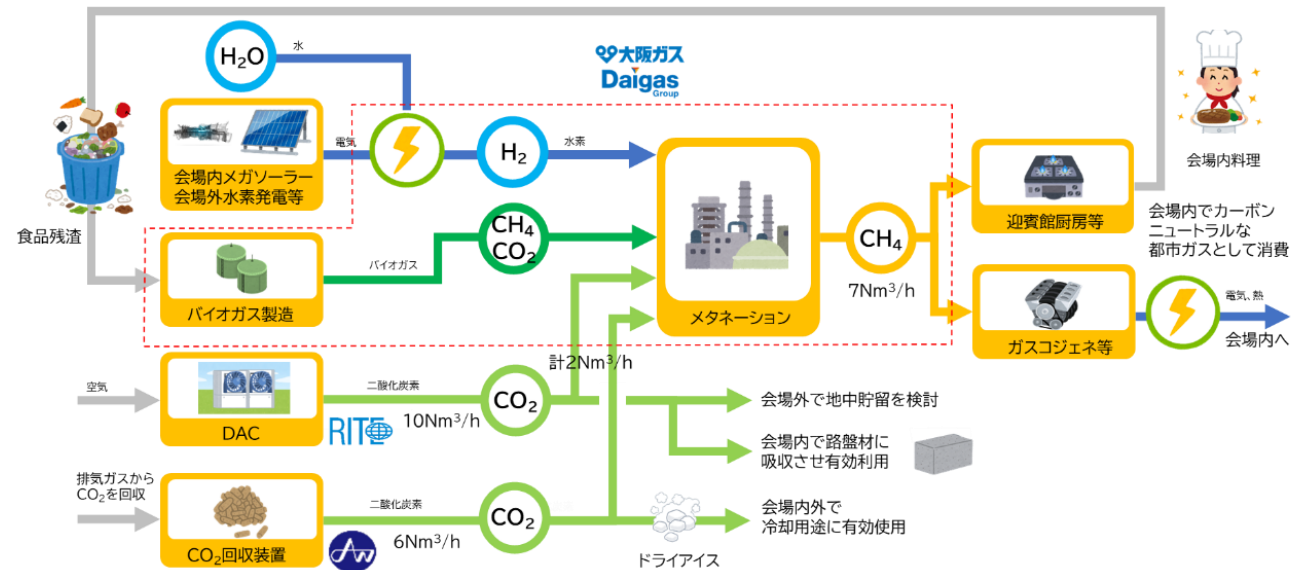 H₂O
水
大阪ガス
Daigas
Group
食品残渣
会場内メガソーラー
会場外水素発電等
電気
H₂
水素
会場内料理
迎賓館厨房等
会場内でカーボン
ニュートラルな
都市ガスとして消費
バイオガス製造
バイオガス
CH₄
CO₂
メタネーション
CH₄
7Nm³/h
ガスコジェネ等
電気、熱
会場内へ
計2Nm³/h
空気
DAC
二酸化炭素
RITE
10Nm³/h
CO₂
会場外で地中貯留を検討
会場内で路盤材に
吸収させ有効利用
排気ガスから
CO₂を回収
CO₂回収装置
二酸化炭素
6Nm³/h
CO₂
ドライアイス
会場内外で
冷却用途に有効使用